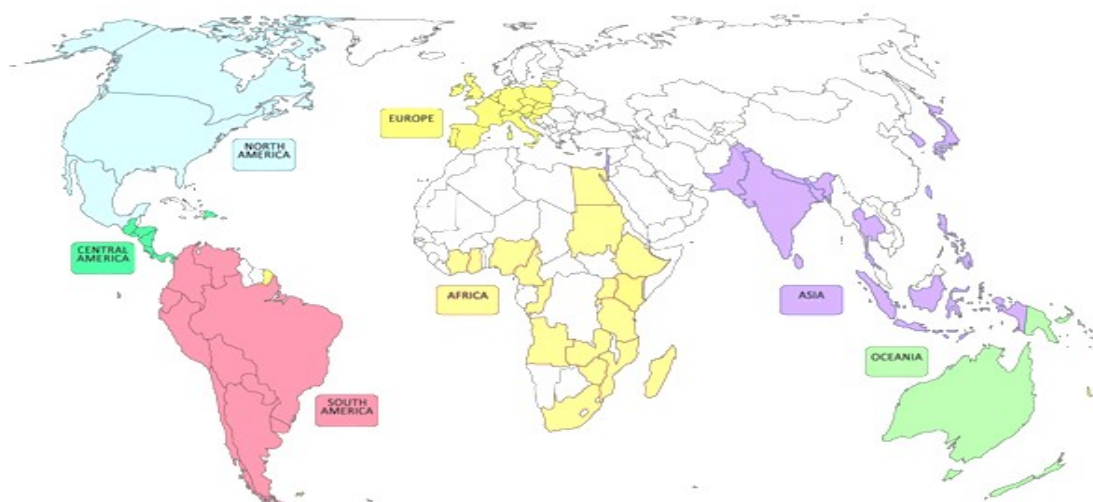 EUROPE
NORTH
AMERICA
CENTRAL
AMERICA
AFRICA
ASIA
OCEANIA
SOUTH
AMERICA